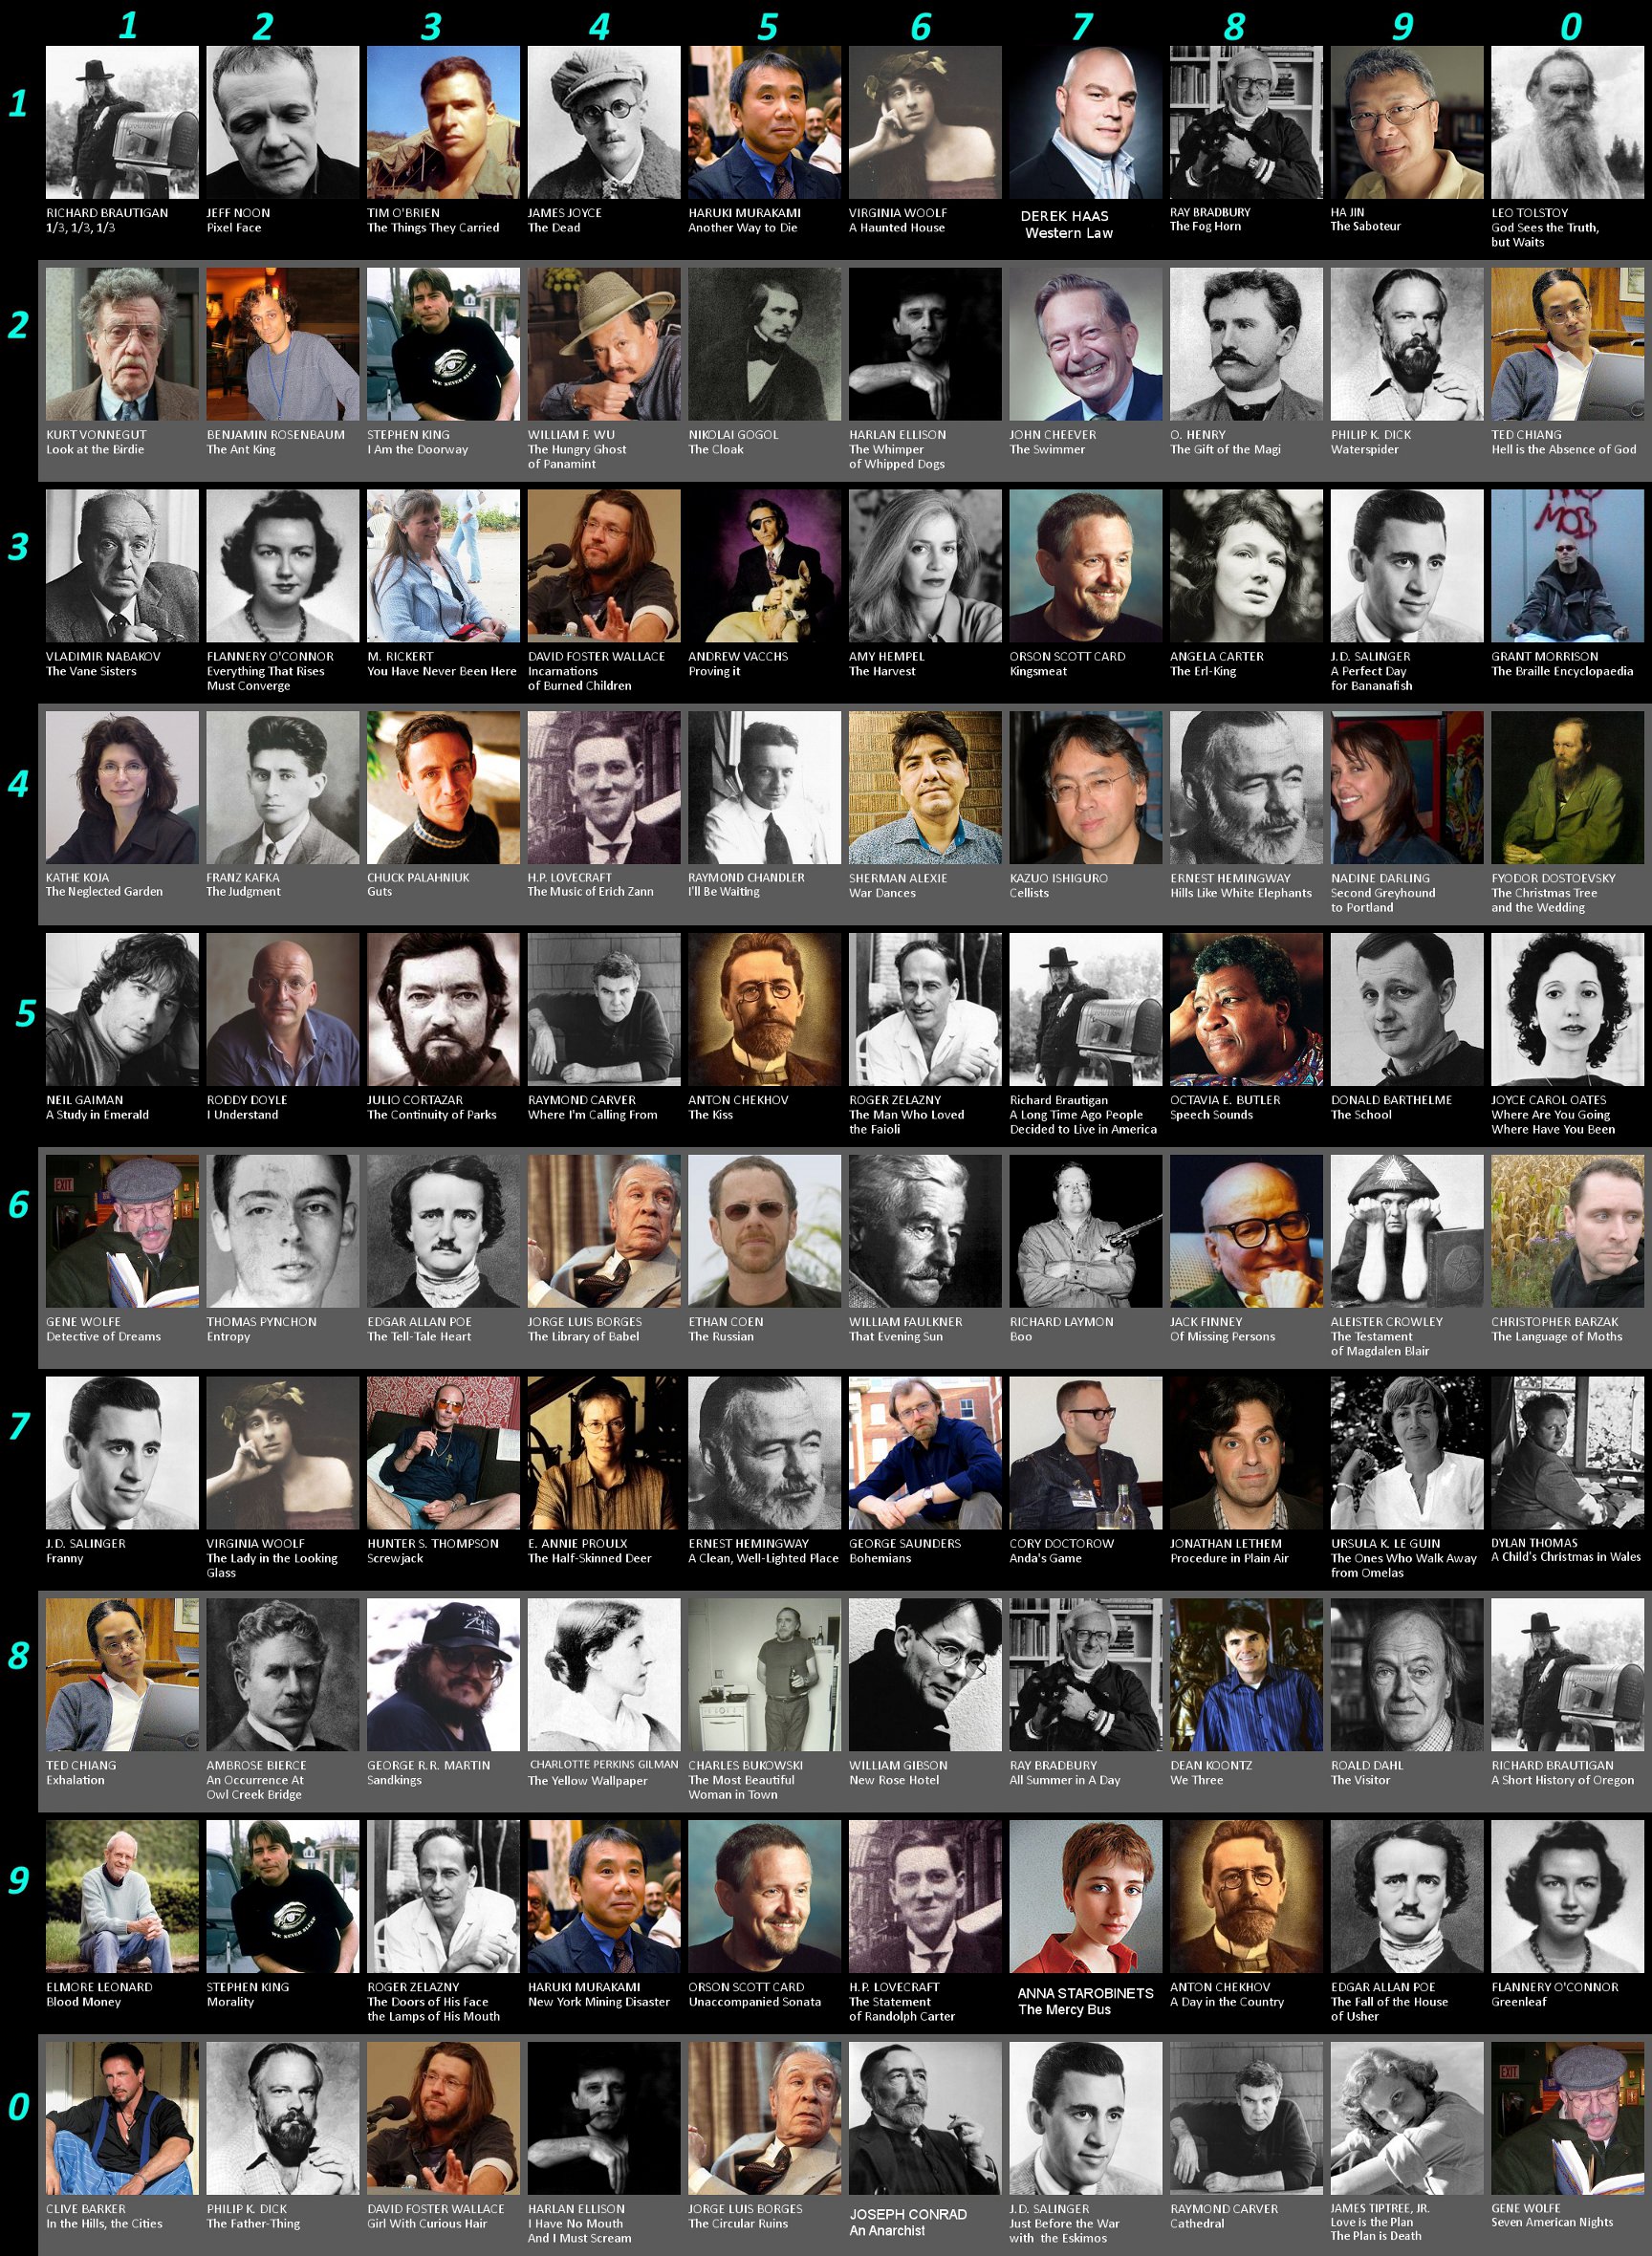 1 2 3 4 5 6 7 8 9 0
1
RICHARD BRAUTIGAN
1/3, 1/3, 1/3
JEFF NOON
Pixel Face
TIM O'BRIEN
The Things They Carried
JAMES JOYCE
The Dead
HARUKI MURAKAMI
Another Way to Die
VIRGINIA WOOLF
A Haunted House
DEREK HAAS
Western Law
RAY BRADBURY
The Fog Horn
HA JIN
The Saboteur
LEO TOLSTOY
God Sees the Truth,
but Waits
2
WE NEVER SLEEP
KURT VONNEGUT
Look at the Birdie
BENJAMIN ROSENBAUM
The Ant King
STEPHEN KING
I Am the Doorway
WILLIAM F. WU
The Hungry Ghost
of Panamint
NIKOLAI GOGOL
The Cloak
HARLAN ELLISON
The Whimper
of Whipped Dogs
JOHN CHEEVER
The Swimmer
O. HENRY
The Gift of the Magi
PHILIP K. DICK
Waterspider
TED CHIANG
Hell is the Absence of God
3
MOB
VLADIMIR NABAKOV
The Vane Sisters
FLANNERY O'CONNOR
Everything That Rises
Must Converge
M. RICKERT
You Have Never Been Here
DAVID FOSTER WALLACE
Incarnations
of Burned Children
ANDREW VACCHS
Proving it
AMY HEMPEL
The Harvest
ORSON SCOTT CARD
Kingsmeat
ANGELA CARTER
The Erl-King
J.D. SALINGER
A Perfect Day
for Bananafish
GRANT MORRISON
The Braille Encyclopaedia
4
KATHE KOJA
The Neglected Garden
FRANZ KAFKA
The Judgment
CHUCK PALAHNIUK
Guts
H.P. LOVECRAFT
The Music of Erich Zann
RAYMOND CHANDLER
I'll Be Waiting
SHERMAN ALEXIE
War Dances
KAZUO ISHIGURO
Cellists
ERNEST HEMINGWAY
Hills Like White Elephants
NADINE DARLING
Second Greyhound
to Portland
FYODOR DOSTOEVSKY
The Christmas Tree
and the Wedding
5
NEIL GAIMAN
A Study in Emerald
RODDY DOYLE
I Understand
JULIO CORTAZAR
The Continuity of Parks
RAYMOND CARVER
Where I'm Calling From
ANTON CHEKHOV
The Kiss
ROGER ZELAZNY
The Man Who Loved
the Faioli
Richard Brautigan
A Long Time Ago People
Decided to Live in America
OCTAVIA E. BUTLER
Speech Sounds
DONALD BARTHELME
The School
JOYCE CAROL OATES
Where Are You Going
Where Have You Been
6
EXIT
GENE WOLFE
Detective of Dreams
THOMAS PYNCHON
Entropy
EDGAR ALLAN POE
The Tell-Tale Heart
JORGE LUIS BORGES
The Library of Babel
ETHAN COEN
The Russian
WILLIAM FAULKNER
That Evening Sun
RICHARD LAYMON
Boo
JACK FINNEY
Of Missing Persons
ALEISTER CROWLEY
The Testament
of Magdalen Blair
CHRISTOPHER BARZAK
The Language of Moths
7
J.D. SALINGER
Franny
VIRGINIA WOOLF
The Lady in the Looking
Glass
HUNTER S. THOMPSON
Screwjack
E. ANNIE PROULX
The Half-Skinned Deer
ERNEST HEMINGWAY
A Clean, Well-Lighted Place
GEORGE SAUNDERS
Bohemians
CORY DOCTOROW
Anda's Game
JONATHAN LETHEM
Procedure in Plain Air
URSULA K. LE GUIN
The Ones Who Walk Away
from Omelas
DYLAN THOMAS
A Child's Christmas in Wales
8
TED CHIANG
Exhalation
AMBROSE BIERCE
An Occurrence At
Owl Creek Bridge
GEORGE R.R. MARTIN
Sandkings
CHARLOTTE PERKINS GILMAN
The Yellow Wallpaper
CHARLES BUKOWSKI
The Most Beautiful
Woman in Town
WILLIAM GIBSON
New Rose Hotel
RAY BRADBURY
All Summer in A Day
DEAN KOONTZ
We Three
ROALD DAHL
The Visitor
RICHARD BRAUTIGAN
A Short History of Oregon
9
WE NEVER SLEEP
ELMORE LEONARD
Blood Money
STEPHEN KING
Morality
ROGER ZELAZNY
The Doors of His Face
the Lamps of His Mouth
HARUKI MURAKAMI
New York Mining Disaster
ORSON SCOTT CARD
Unaccompanied Sonata
H.P. LOVECRAFT
The Statement
of Randolph Carter
ANNA STAROBINETS
The Mercy Bus
ANTON CHEKHOV
A Day in the Country
EDGAR ALLAN POE
The Fall of the House
of Usher
FLANNERY O'CONNOR
Greenleaf
0
EXIT
CLIVE BARKER
In the Hills, the Cities
PHILIP K. DICK
The Father-Thing
DAVID FOSTER WALLACE
Girl With Curious Hair
HARLAN ELLISON
I Have No Mouth
And I Must Scream
JORGE LUIS BORGES
The Circular Ruins
JOSEPH CONRAD
An Anarchist
J.D. SALINGER
Just Before the War
with the Eskimos
RAYMOND CARVER
Cathedral
JAMES TIPTREE, JR.
Love is the Plan
The Plan is Death
GENE WOLFE
Seven American Nights